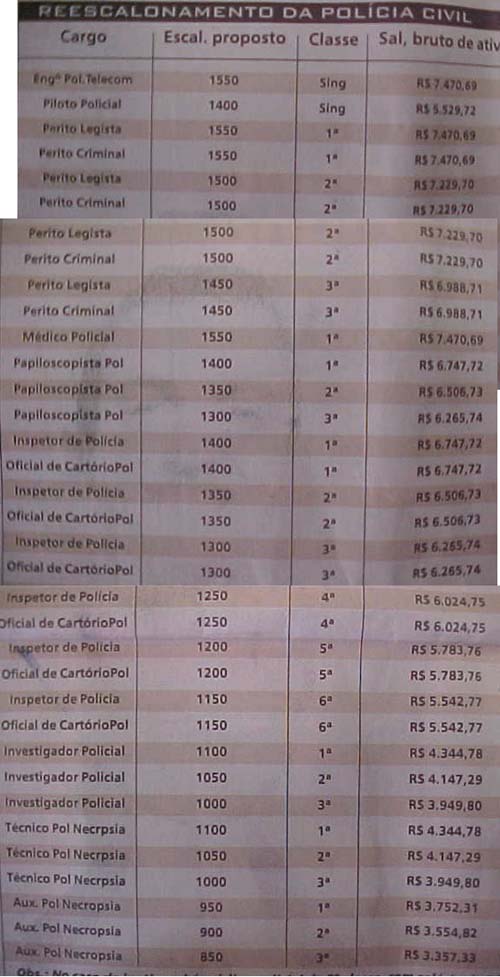 REESCALONAMENTO DA POLÍCIA CIVIL
Cargo Escal. proposto Classe Sal, bruto de ativ
Engº Pol.Telecom 1550 Sing R$ 7.470,69
Piloto Policial 1400 Sing R$ 5.529,72
Perito Legista 1550 1ª R$ 7.470,69
Perito Criminal 1550 1ª R$ 7.470,69
Perito Legista 1500 2ª R$ 7.229,70
Perito Criminal 1500 2ª R$ 7.229,70
Perito Legista 1500 2ª R$ 7.229,70
Perito Criminal 1500 2ª R$ 7.229,70
Perito Legista 1450 3ª R$ 6.988,71
Perito Criminal 1450 3ª R$ 6.988,71
Médico Policial 1550 1ª R$ 7.470,69
Papiloscopista Pol 1400 1ª R$ 6.747,72
Papiloscopista Pol 1350 2ª R$ 6.506,73
Papiloscopista Pol 1300 3ª R$ 6.265,74
Inspetor de Polícia 1400 1ª R$ 6.747,72
Oficial de CartórioPol 1400 1ª R$ 6.747,72
Inspetor de Polícia 1350 2ª R$ 6.506,73
Oficial de CartórioPol 1350 2ª R$ 6.506,73
Inspetor de Polícia 1300 3ª R$ 6.265,74
Oficial de CartórioPol 1300 3ª R$ 6.265,74
Inspetor de Polícia 1250 4ª R$ 6.024,75
Oficial de CartórioPol 1250 4ª R$ 6.024,75
Inspetor de Polícia 1200 5ª R$ 5.783,76
Oficial de CartórioPol 1200 5ª R$ 5.783,76
Inspetor de Polícia 1150 6ª R$ 5.542,77
Oficial de CartórioPol 1150 6ª R$ 5.542,77
Investigador Policial 1100 1ª R$ 4.344,78
Investigador Policial 1050 2ª R$ 4.147,29
Investigador Policial 1000 3ª R$ 3.949,80
Técnico Pol Necrpsia 1100 1ª R$ 4.344,78
Técnico Pol Necrpsia 1050 2ª R$ 4.147,29
Técnico Pol Necrpsia 1000 3ª R$ 3.949,80
Aux. Pol Necropsia 950 1ª R$ 3.752,31
Aux. Pol Necropsia 900 2ª R$ 3.554,82
Aux. Pol Necropsia 850 3ª R$ 3.357,33